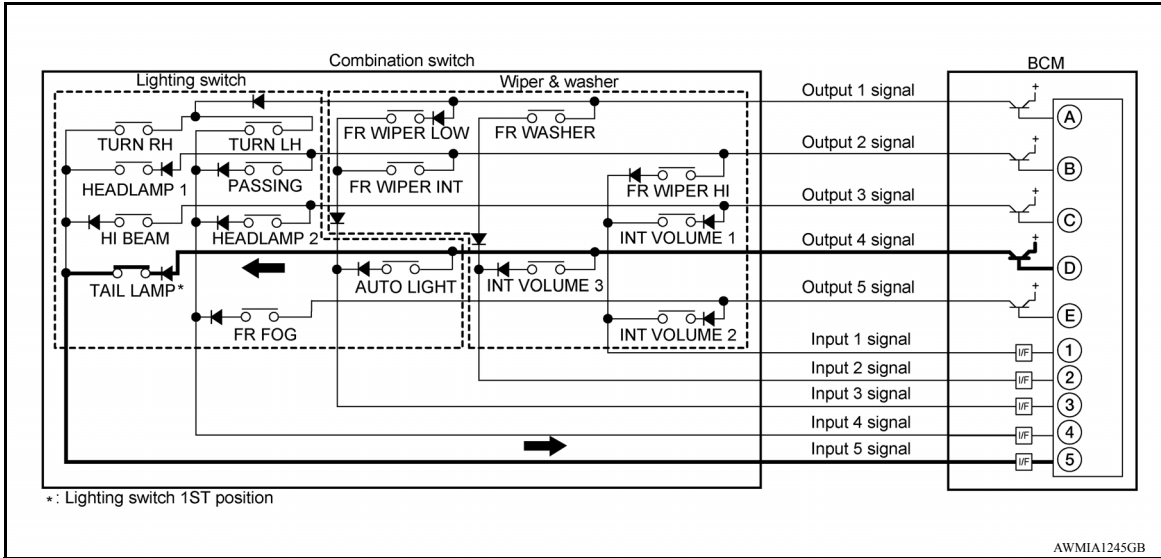 Combination switch
BCM
Lighting switch
Wiper & washer
Output 1 signal
+
A
TURN RH
TURN LH
FR WIPER LOW
FR WASHER
Output 2 signal
+
B
HEADLAMP 1
PASSING
FR WIPER INT
FR WIPER HI
Output 3 signal
+
C
HI BEAM
HEADLAMP 2
INT VOLUME 1
Output 4 signal
+
D
TAIL LAMP*
AUTO LIGHT
INT VOLUME 3
Output 5 signal
+
E
FR FOG
INT VOLUME 2
Input 1 signal
I/F
1
Input 2 signal
I/F
2
Input 3 signal
I/F
3
Input 4 signal
I/F
4
Input 5 signal
I/F
5
*: Lighting switch 1ST position
AWMIA1245GB